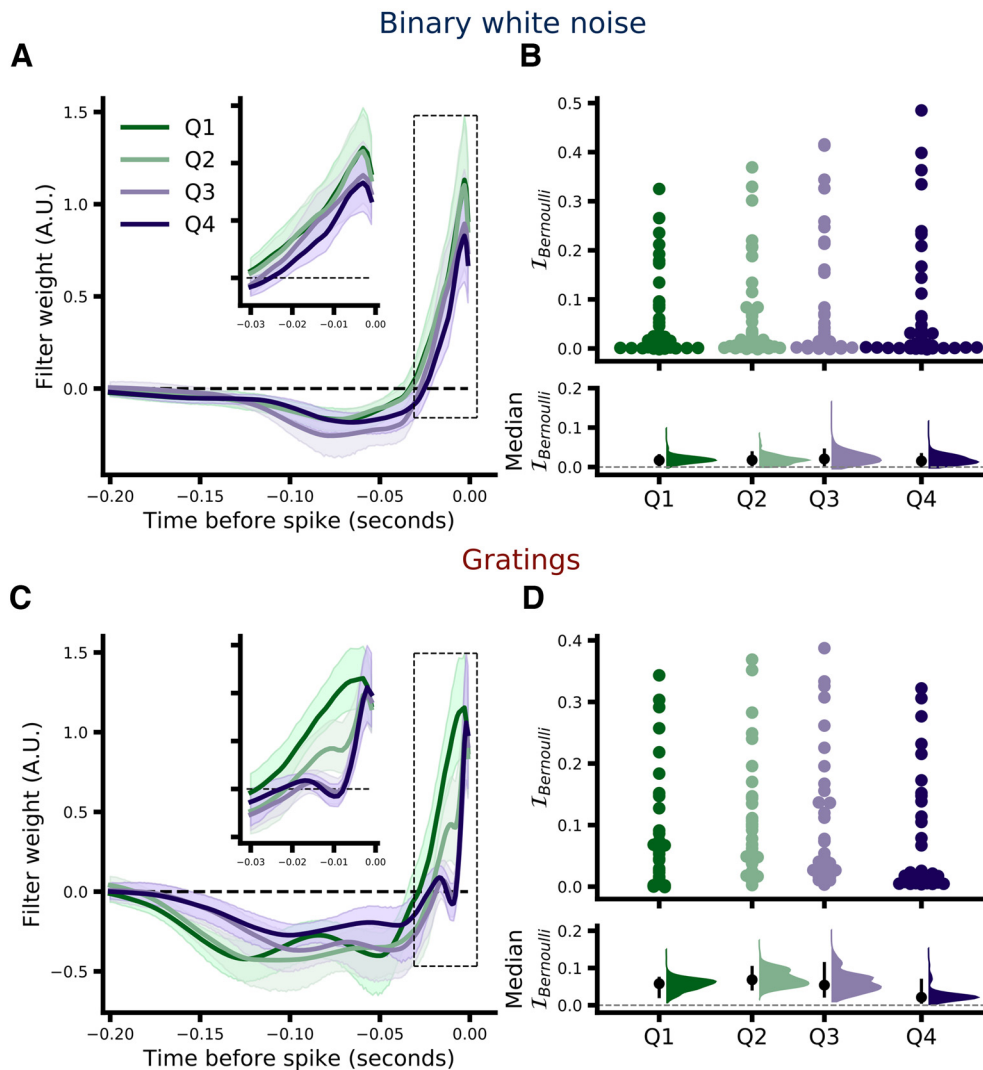 Binary white noise
A
B
1.5
1.0
0.5
0.0
Filter weight (A.U.)
Q1
Q2
Q3
Q4
−0.03
−0.02
−0.01
0.00
−0.20
−0.15
−0.10
−0.05
0.00
Time before spike (seconds)
0.5
0.4
0.3
0.2
0.1
0.0
I_Bernoulli
0.2
0.1
0.0
Median
I_Bernoulli
Q1
Q2
Q3
Q4
Gratings
C
D
1.5
1.0
0.5
0.0
−0.5
Filter weight (A.U.)
−0.03
−0.02
−0.01
0.00
−0.20
−0.15
−0.10
−0.05
0.00
Time before spike (seconds)
0.4
0.3
0.2
0.1
0.0
I_Bernoulli
0.2
0.1
0.0
Median
I_Bernoulli
Q1
Q2
Q3
Q4